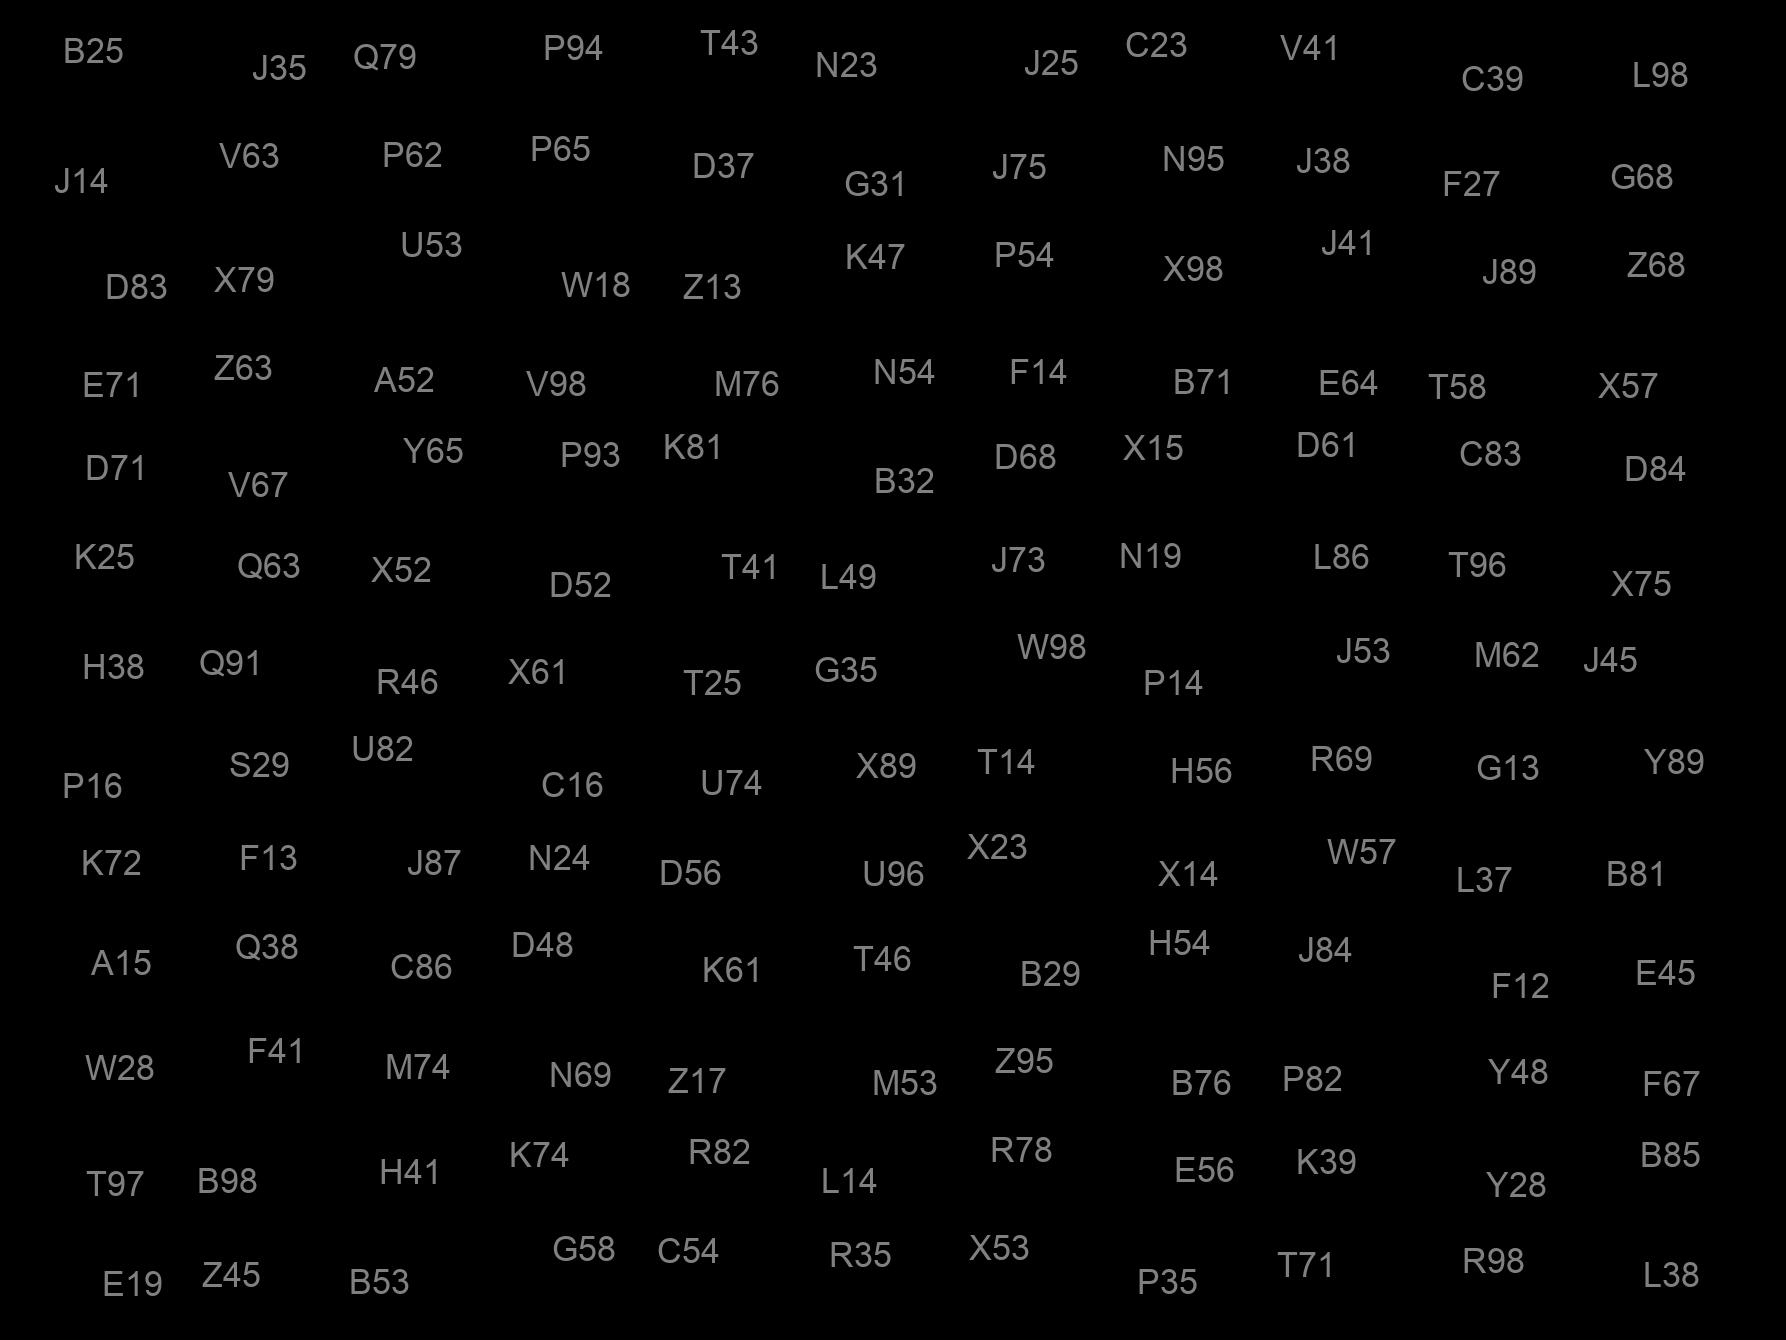 B25 J35 Q79 P94 T43 N23 J25 C23 V41 C39 L98
J14 V63 P62 P65 D37 G31 J75 N95 J38 F27 G68
D83 X79 U53 W18 Z13 K47 P54 X98 J41 J89 Z68
E71 Z63 A52 V98 M76 N54 F14 B71 E64 T58 X57
D71 V67 Y65 P93 K81 B32 D68 X15 D61 C83 D84
K25 Q63 X52 D52 T41 L49 J73 N19 L86 T96 X75
H38 Q91 R46 X61 T25 G35 W98 P14 J53 M62 J45
P16 S29 U82 C16 U74 X89 T14 H56 R69 G13 Y89
K72 F13 J87 N24 D56 U96 X23 X14 W57 L37 B81
A15 Q38 C86 D48 K61 T46 B29 H54 J84 F12 E45
W28 F41 M74 N69 Z17 M53 Z95 B76 P82 Y48 F67
T97 B98 H41 K74 R82 L14 R78 E56 K39 Y28 B85
E19 Z45 B53 G58 C54 R35 X53 P35 T71 R98 L38